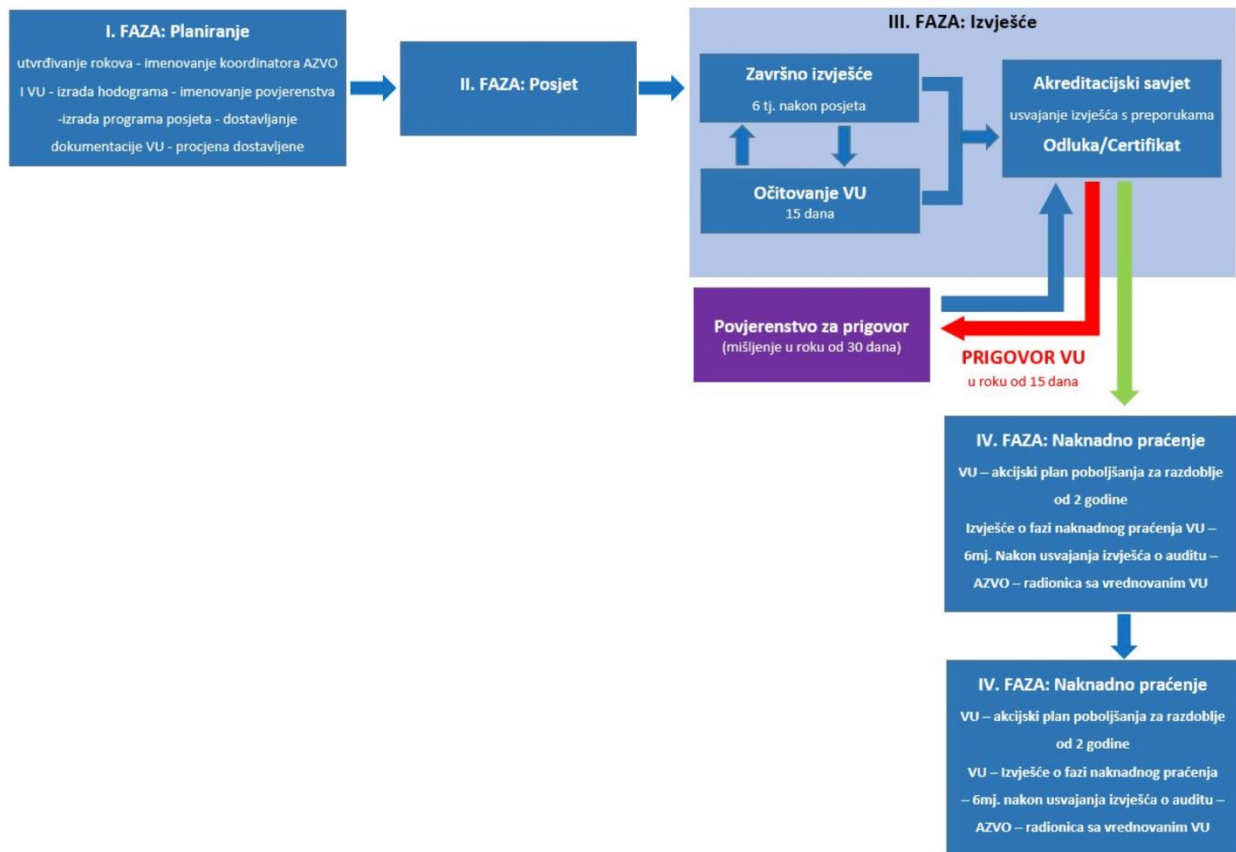 I. FAZA: Planiranje
utvrđivanje rokova - imenovanje koordinatora AZVO
I VU - izrada hodograma - imenovanje povjerenstva
-izrada programa posjeta - dostavljanje
dokumentacije VU - procjena dostavljene
II. FAZA: Posjet
III. FAZA: Izvješće
Završno izvješće
6 tj. nakon posjeta
Očitovanje VU
15 dana
Akreditacijski savjet
usvajanje izvješća s preporukama
Odluka/Certifikat
Povjerenstvo za prigovor
(mišljenje u roku od 30 dana)
PRIGOVOR VU
u roku od 15 dana
IV. FAZA: Naknadno praćenje
VU – akcijski plan poboljšanja za razdoblje
od 2 godine
Izvješće o fazi naknadnog praćenja VU –
6mj. Nakon usvajanja izvješća o auditu –
AZVO – radionica sa vrednovanim VU
IV. FAZA: Naknadno praćenje
VU – akcijski plan poboljšanja za razdoblje
od 2 godine
VU – Izvješće o fazi naknadnog praćenja
– 6mj. nakon usvajanja izvješća o auditu –
AZVO – radionica sa vrednovanim VU